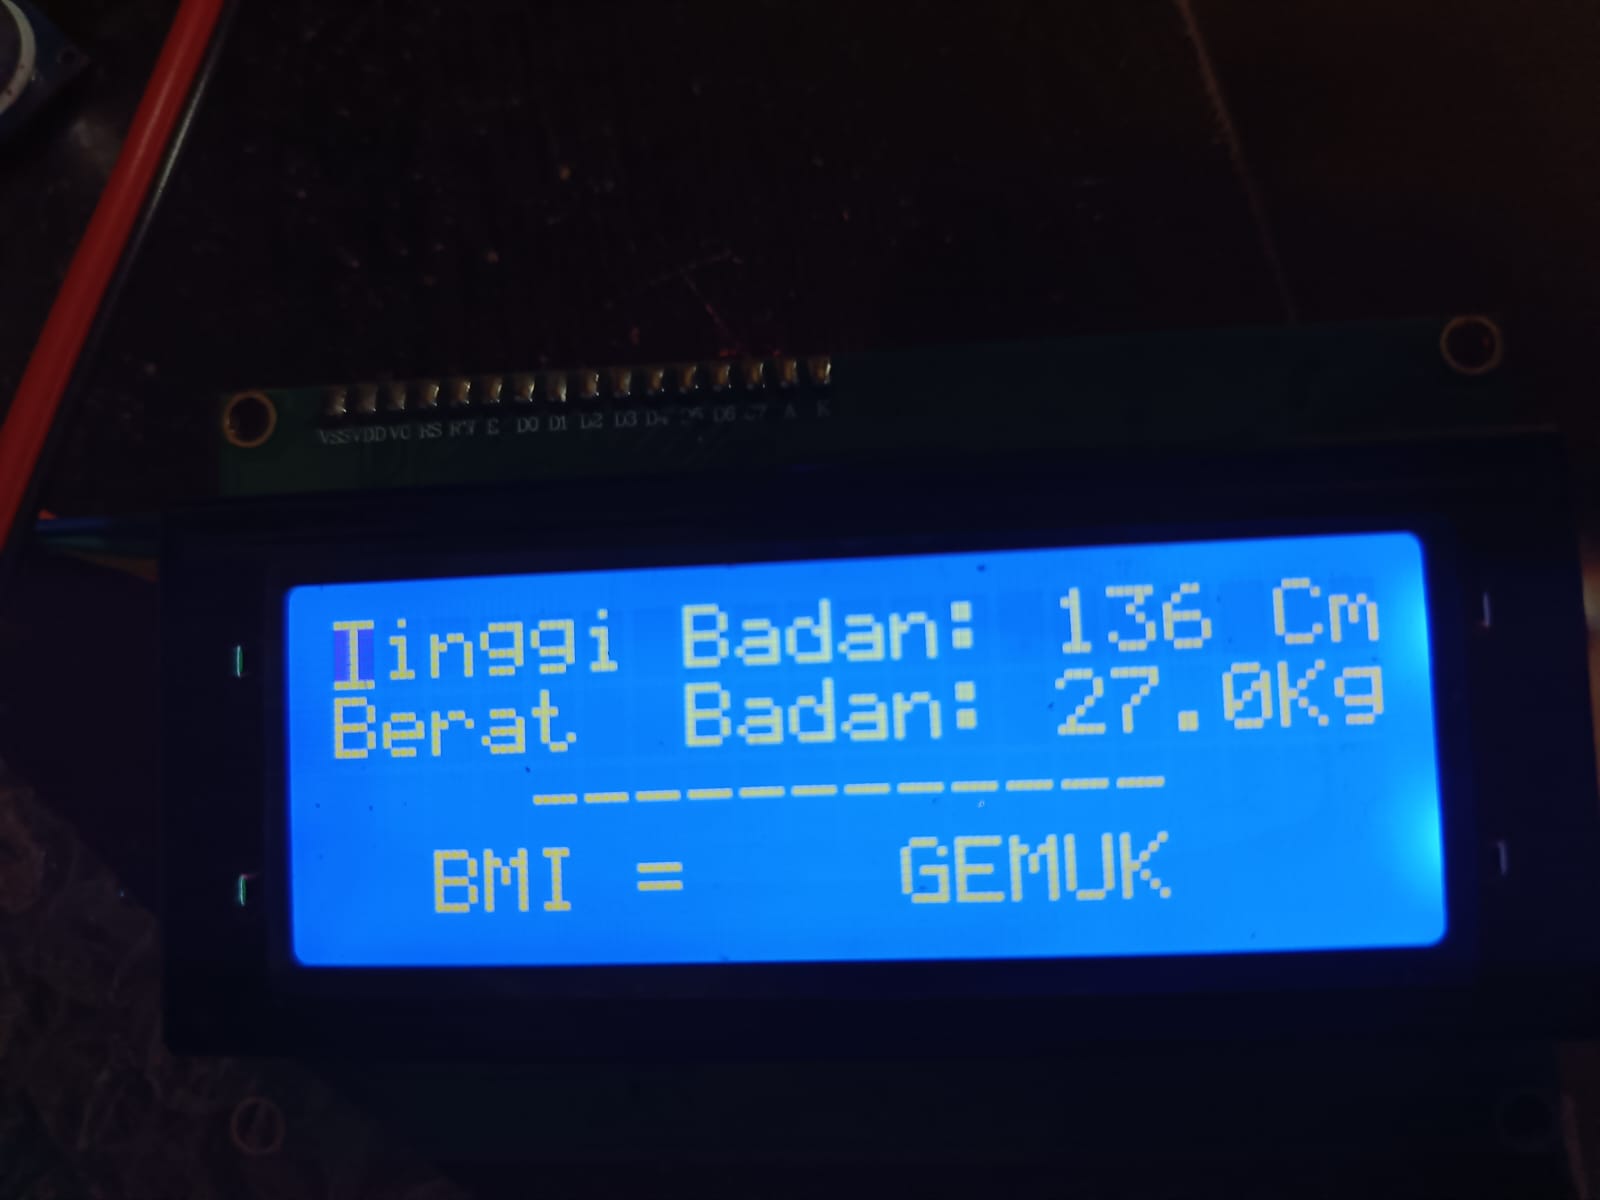 VSS VDD VO RS RW E D0 D1 D2 D3 D4 D5 D6 D7 A K
Tinggi Badan: 136 Cm
Berat Badan: 27.0Kg
-----------
BMI = GEMUK